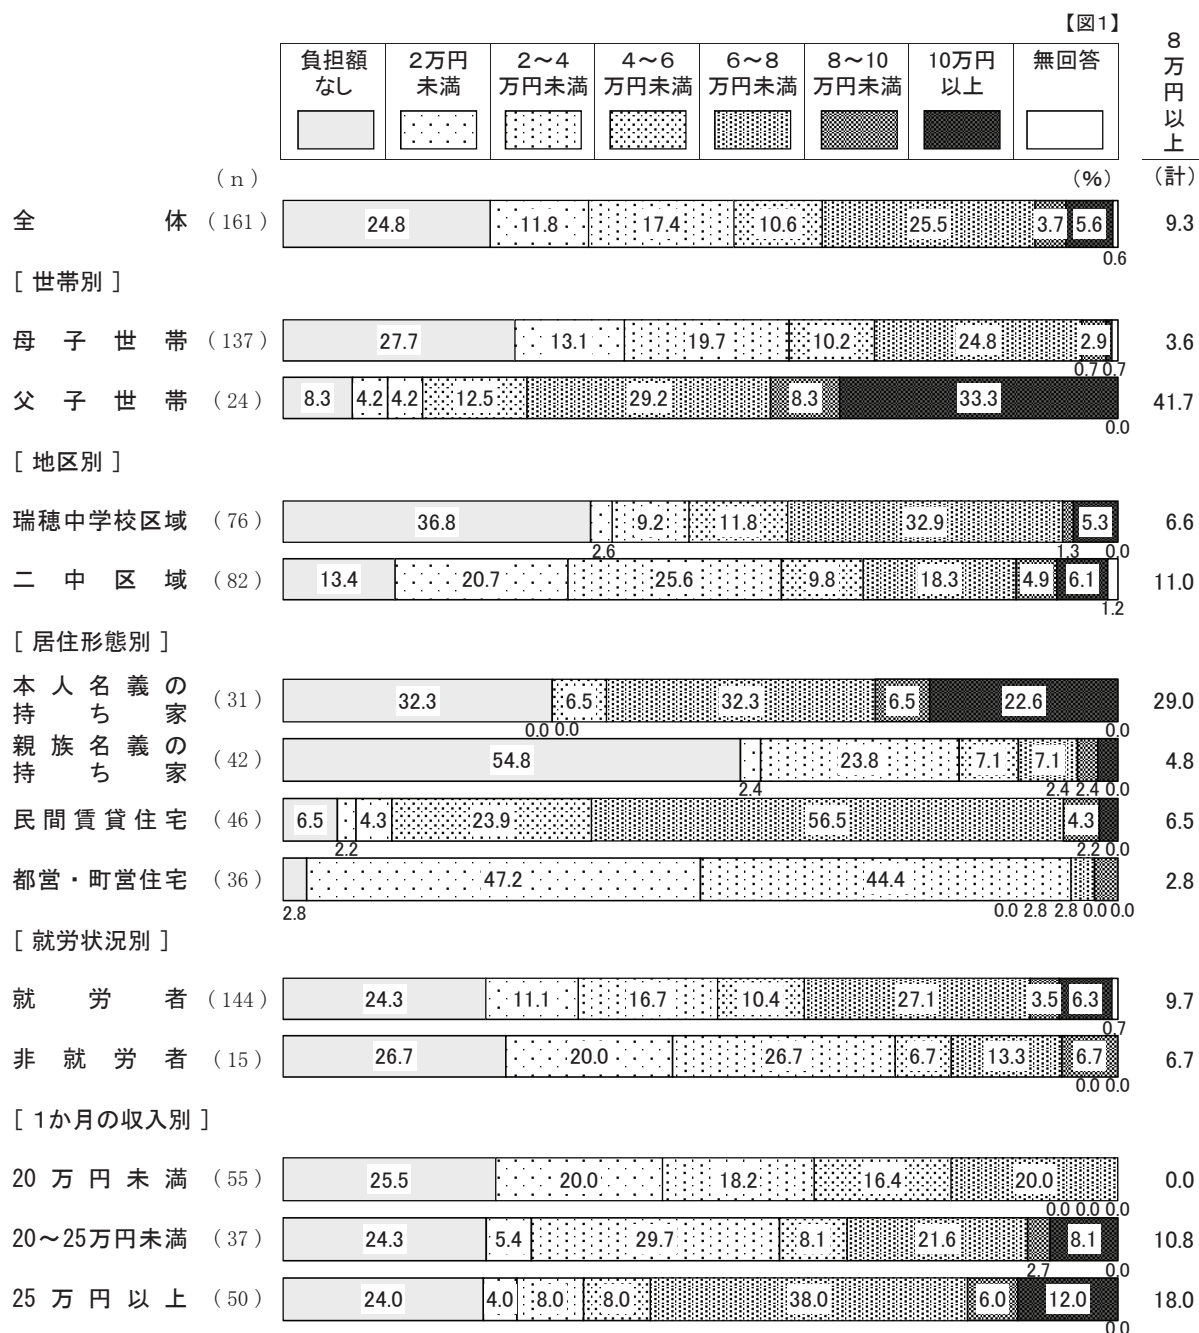 【図1】
負担額なし 2万円未満 2～4万円未満 4～6万円未満 6～8万円未満 8～10万円未満 10万円以上 無回答
8万円以上
(n) (%) (計)
全体 (161) 24.8 11.8 17.4 10.6 25.5 3.7 5.6 9.3
0.6
[世帯別]
母子世帯 (137) 27.7 13.1 19.7 10.2 24.8 2.9 3.6
0.7 0.7
父子世帯 (24) 8.3 4.2 4.2 12.5 29.2 8.3 33.3 41.7
0.0
[地区別]
瑞穂中学校区域 (76) 36.8 9.2 11.8 32.9 5.3 6.6
2.6 1.3 0.0
二中区域 (82) 13.4 20.7 25.6 9.8 18.3 4.9 6.1 11.0
1.2
[居住形態別]
本人名義の持ち家 (31) 32.3 6.5 32.3 6.5 22.6 29.0
0.0 0.0 0.0
親族名義の持ち家 (42) 54.8 23.8 7.1 7.1 4.8
2.4 2.4 2.4 0.0
民間賃貸住宅 (46) 6.5 4.3 23.9 56.5 4.3 6.5
2.2 2.2 0.0
都営・町営住宅 (36) 47.2 44.4 2.8
2.8 0.0 2.8 2.8 0.0 0.0
[就労状況別]
就労者 (144) 24.3 11.1 16.7 10.4 27.1 3.5 6.3 9.7
0.7
非就労者 (15) 26.7 20.0 26.7 6.7 13.3 6.7 6.7
0.0 0.0
[1か月の収入別]
20万円未満 (55) 25.5 20.0 18.2 16.4 20.0 0.0
0.0 0.0 0.0
20～25万円未満 (37) 24.3 5.4 29.7 8.1 21.6 8.1 10.8
2.7 0.0
25万円以上 (50) 24.0 4.0 8.0 8.0 38.0 6.0 12.0 18.0
0.0